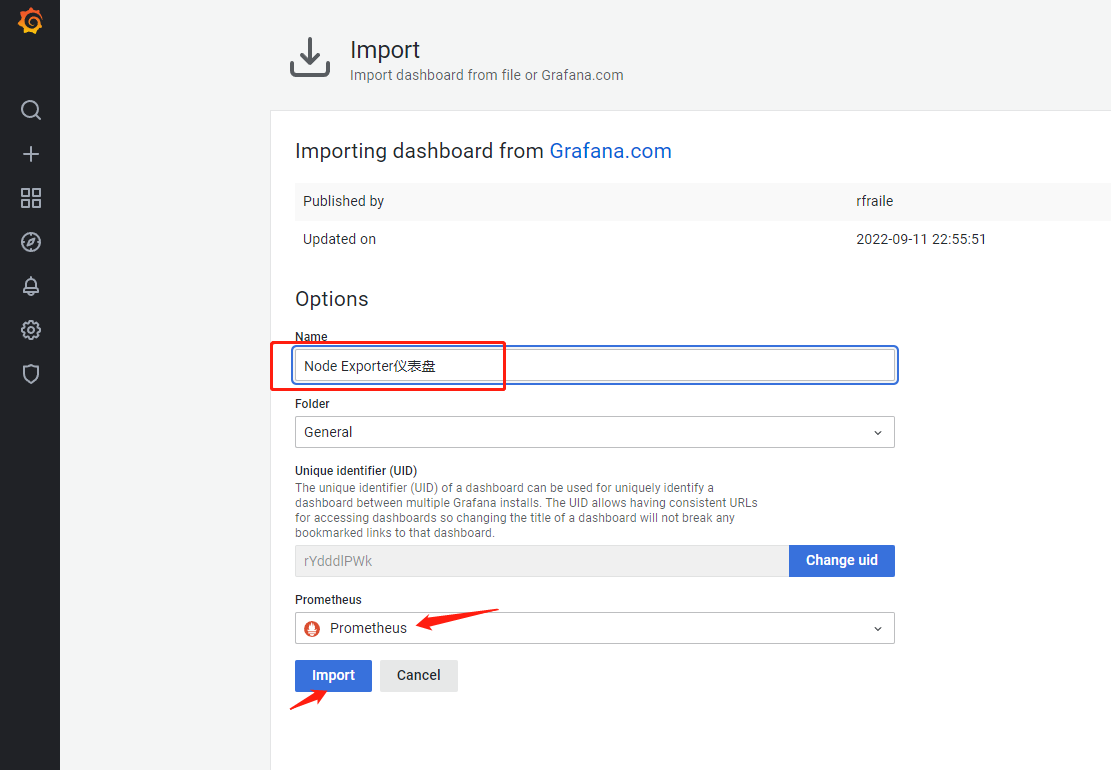 Import
Import dashboard from file or Grafana.com
Importing dashboard from Grafana.com
Published by rfraile
Updated on 2022-09-11 22:55:51
Options
Name
Node Exporter仪表盘
Folder
General
Unique identifier (UID)
The unique identifier (UID) of a dashboard can be used for uniquely identify a
dashboard between multiple Grafana installs. The UID allows having consistent URLs
for accessing dashboards so changing the title of a dashboard will not break any
bookmarked links to that dashboard.
rYdddlPWk Change uid
Prometheus
Prometheus
Import Cancel